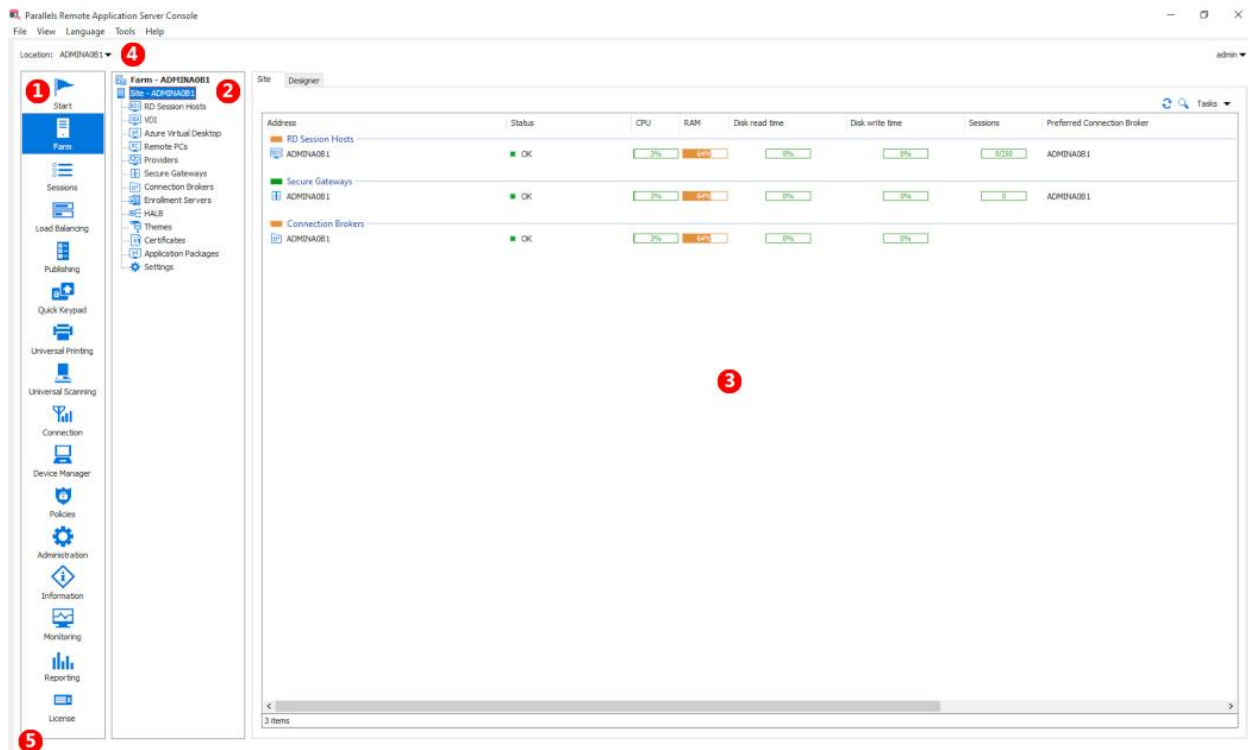 Parallels Remote Application Server Console
File View Language Tools Help
Location: ADMINA0B1
4
admin
1
Start
Farm
Sessions
Load Balancing
Publishing
Quick Keypad
Universal Printing
Universal Scanning
Connection
Device Manager
Policies
Administration
Information
Monitoring
Reporting
License
5
Farm - ADMINA0B1
Site - ADMINA0B1
2
RD Session Hosts
VDI
Azure Virtual Desktop
Remote PCs
Providers
Secure Gateways
Connection Brokers
Enrollment Servers
HALB
Themes
Certificates
Application Packages
Settings
Site Designer
Tasks
Address Status CPU RAM Disk read time Disk write time Sessions Preferred Connection Broker
RD Session Hosts
ADMINA0B1 OK 3% 64% 0% 0% 0/250 ADMINA0B1
Secure Gateways
ADMINA0B1 OK 3% 64% 0% 0% 0 ADMINA0B1
Connection Brokers
ADMINA0B1 OK 3% 64% 0% 0%
3
3 items